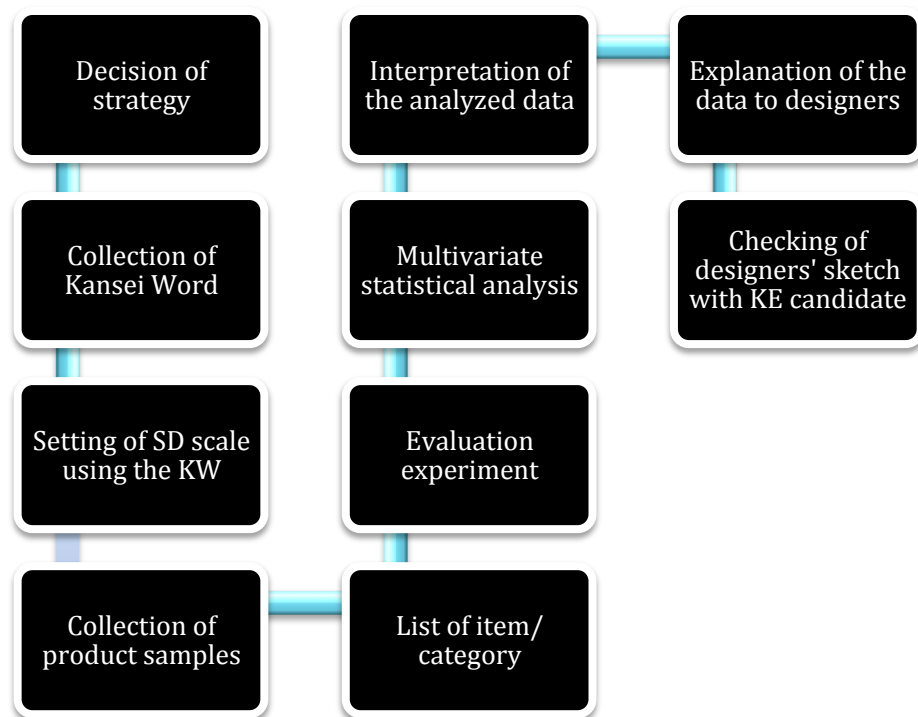 Decision of
strategy
Collection of
Kansei Word
Setting of SD scale
using the KW
Collection of
product samples
List of item/
category
Evaluation
experiment
Multivariate
statistical analysis
Interpretation of
the analyzed data
Explanation of the
data to designers
Checking of
designers' sketch
with KE candidate